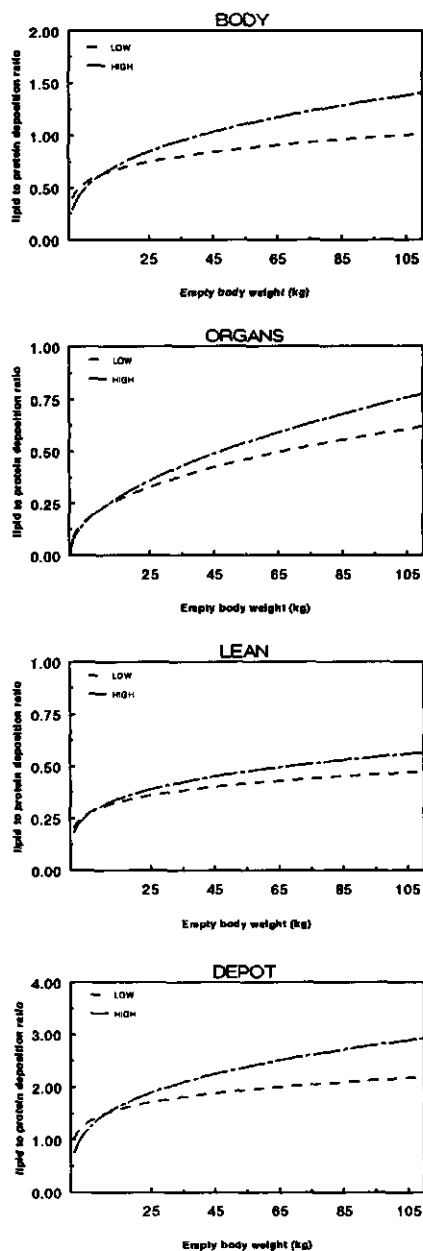 BODY
2.00
LOW
HIGH
1.50
1.00
0.50
0.00
lipid to protein deposition ratio
25 45 65 85 105
Empty body weight (kg)
ORGANS
1.00
LOW
HIGH
0.75
0.50
0.25
0.00
lipid to protein deposition ratio
25 45 65 85 105
Empty body weight (kg)
LEAN
1.00
LOW
HIGH
0.75
0.50
0.25
0.00
lipid to protein deposition ratio
25 45 65 85 105
Empty body weight (kg)
DEPOT
4.00
LOW
HIGH
3.00
2.00
1.00
0.00
lipid to protein deposition ratio
25 45 65 85 105
Empty body weight (kg)